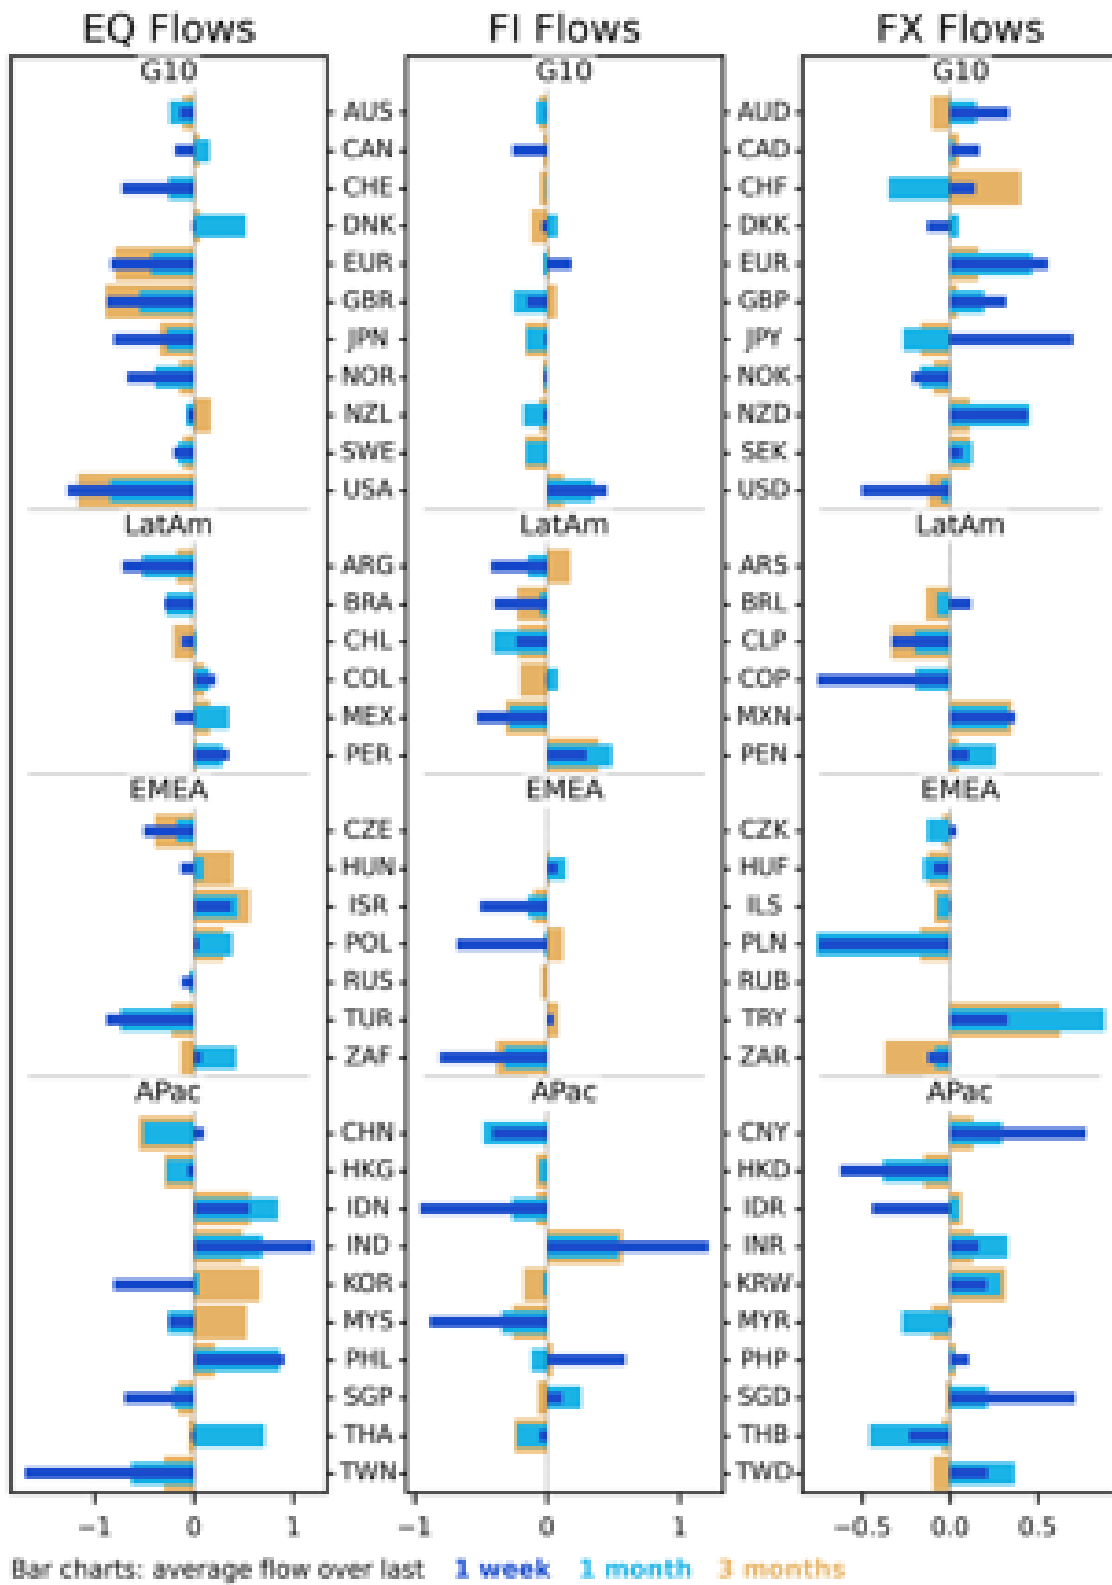 EQ Flows FI Flows FX Flows
G10 G10 G10
AUS AUD
CAN CAD
CHE CHF
DNK DKK
EUR EUR
GBR GBP
JPN JPY
NOR NOK
NZL NZD
SWE SEK
USA USD
LatAm LatAm LatAm
ARG ARS
BRA BRL
CHL CLP
COL COP
MEX MXN
PER PEN
EMEA EMEA EMEA
CZE CZK
HUN HUF
ISR ILS
POL PLN
RUS RUB
TUR TRY
ZAF ZAR
APac APac APac
CHN CNY
HKG HKD
IDN IDR
IND INR
KOR KRW
MYS MYR
PHL PHP
SGP SGD
THA THB
TWN TWD
−1 0 1 −1 0 1 −0.5 0.0 0.5
Bar charts: average flow over last 1 week 1 month 3 months